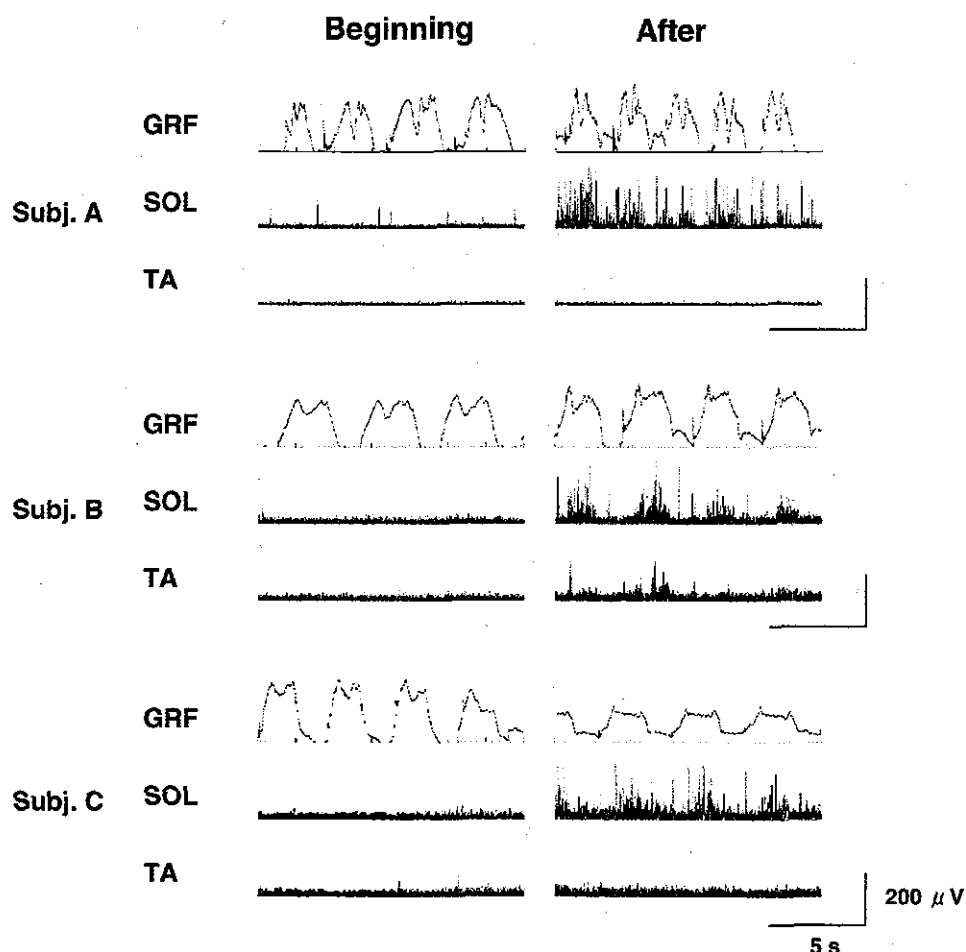 Beginning After
GRF
Subj. A SOL
TA
GRF
Subj. B SOL
TA
GRF
Subj. C SOL
TA
200 μV
5 s